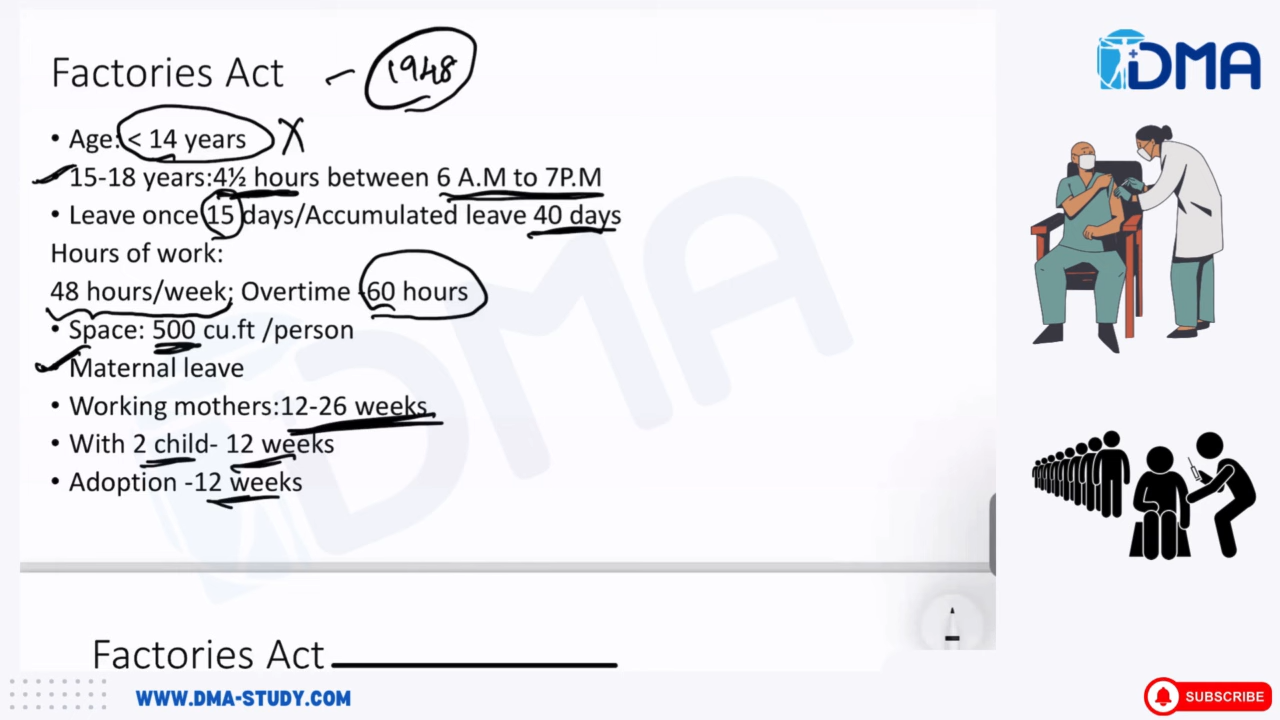 Factories Act - 1948
DMA
• Age: < 14 years X
• 15-18 years:4½ hours between 6 A.M to 7P.M
• Leave once 15 days/Accumulated leave 40 days
Hours of work:
48 hours/week; Overtime -60 hours
• Space: 500 cu.ft /person
• Maternal leave
• Working mothers:12-26 weeks
• With 2 child- 12 weeks
• Adoption -12 weeks
DMA
Factories Act
WWW.DMA-STUDY.COM
SUBSCRIBE